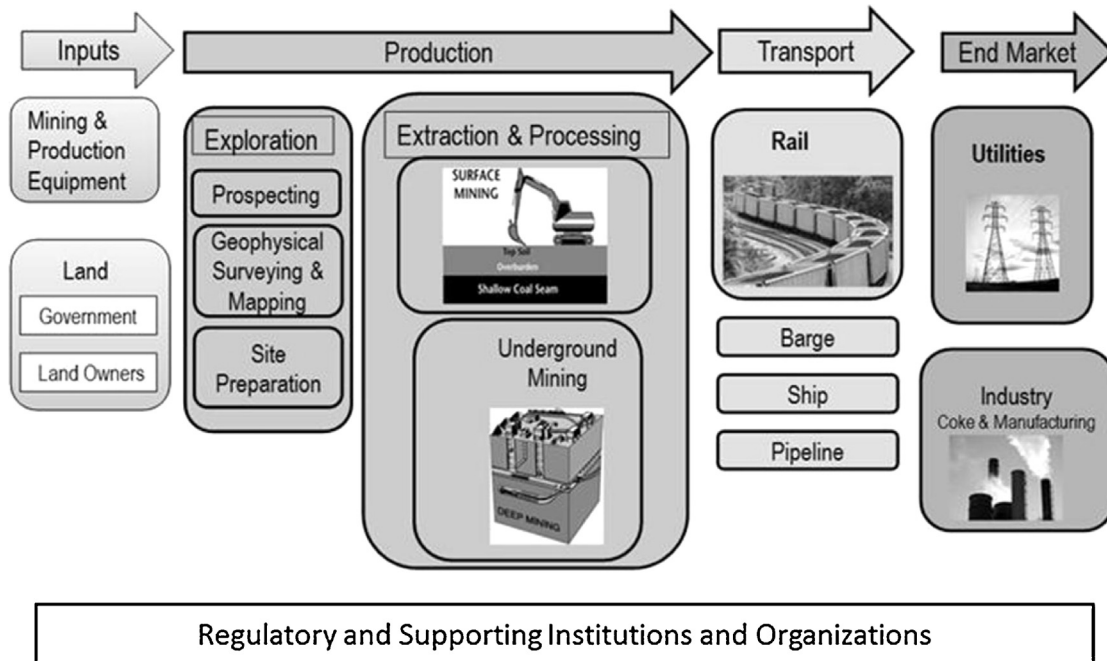 Inputs
Production
Transport
End Market
Mining &
Production
Equipment
Land
Government
Land Owners
Exploration
Prospecting
Geophysical
Surveying &
Mapping
Site
Preparation
Extraction & Processing
SURFACE
MINING
Top Soil
Overburden
Shallow Coal Seam
Underground
Mining
DEEP MINING
Rail
Barge
Ship
Pipeline
Utilities
Industry
Coke & Manufacturing
Regulatory and Supporting Institutions and Organizations